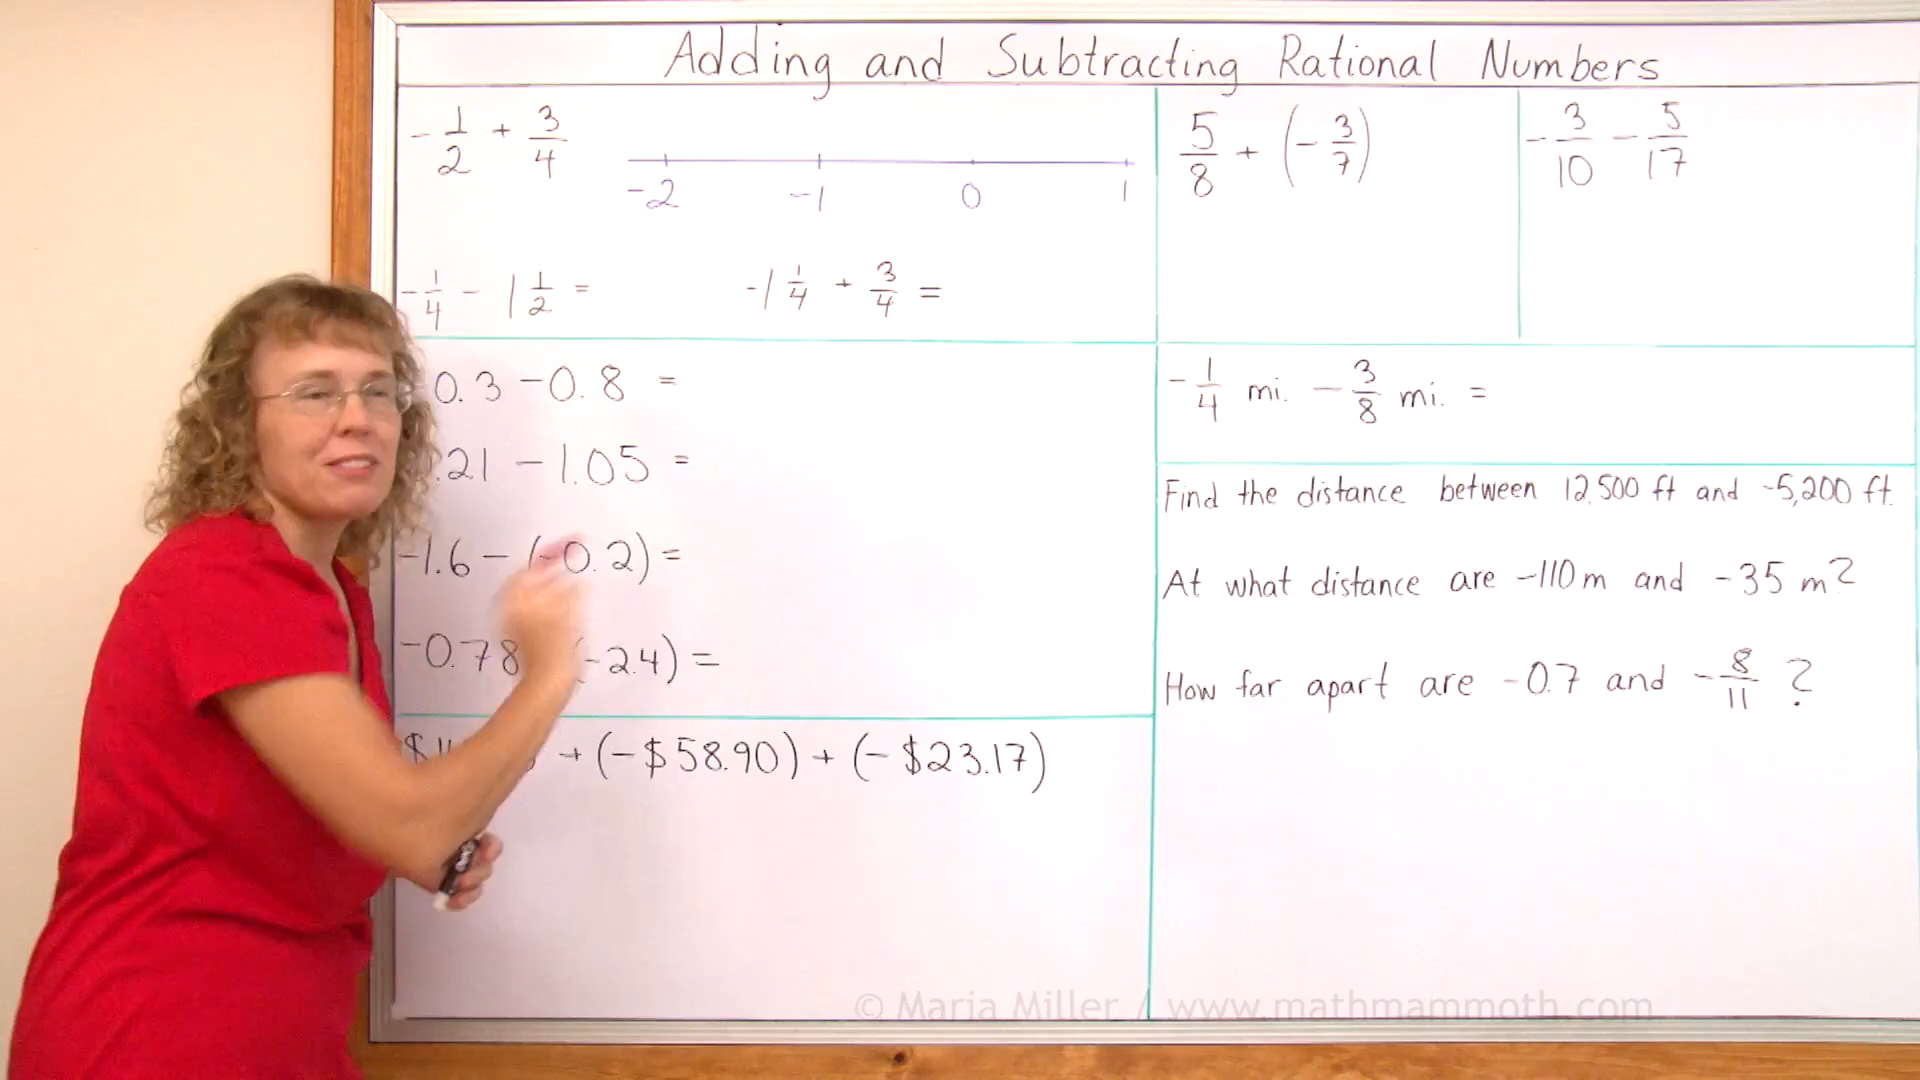 Adding and Subtracting Rational Numbers
-1/2 + 3/4
-2 -1 0 1
-1/4 - 1 1/2 =
-1 1/4 + 3/4 =
5/8 + (-3/7)
-3/10 - 5/17
0.3 - 0.8 =
.21 - 1.05 =
-1.6 - (-0.2) =
-0.78 (-2.4) =
+ (-$58.90) + (-$23.17)
-1/4 mi. - 3/8 mi. =
Find the distance between 12,500 ft and -5,200 ft.
At what distance are -110 m and -35 m?
How far apart are -0.7 and -8/11 ?
© Maria Miller / www.mathmammoth.com